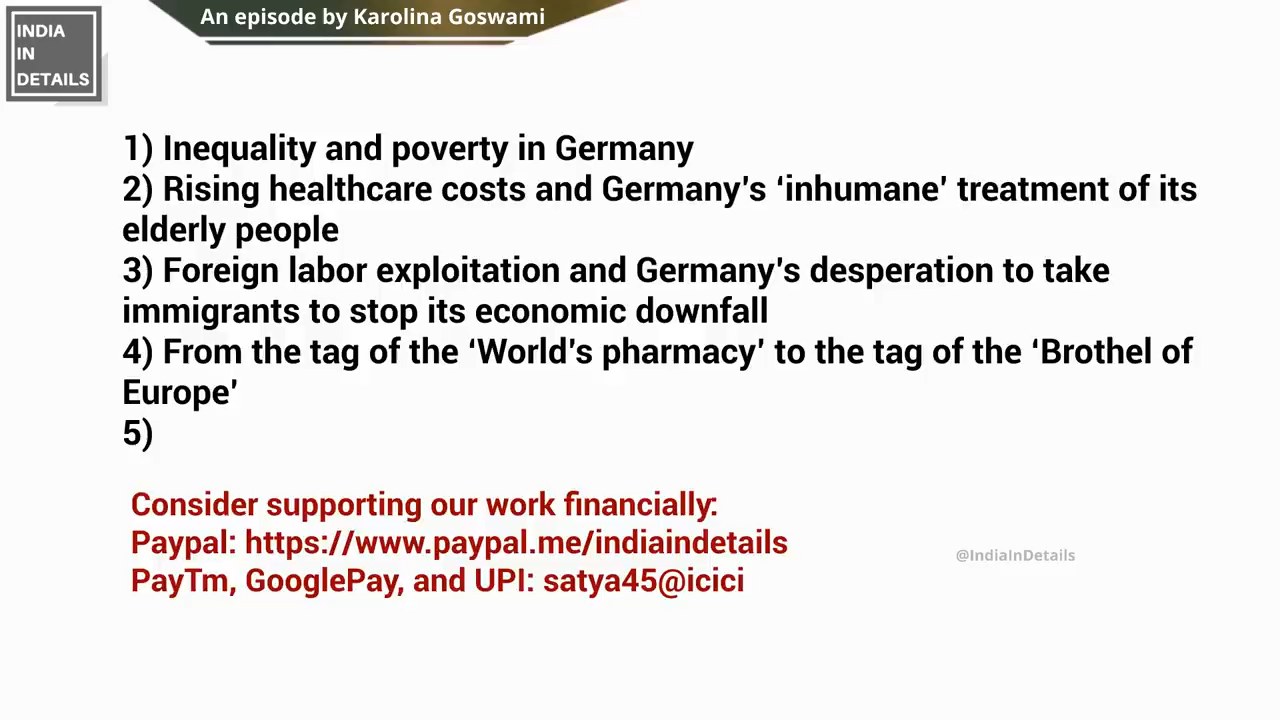 An episode by Karolina Goswami
INDIA
IN
DETAILS
1) Inequality and poverty in Germany
2) Rising healthcare costs and Germany's ‘inhumane’ treatment of its
elderly people
3) Foreign labor exploitation and Germany's desperation to take
immigrants to stop its economic downfall
4) From the tag of the ‘World's pharmacy’ to the tag of the ‘Brothel of
Europe’
5)
Consider supporting our work financially:
Paypal: https://www.paypal.me/indiaindetails
@IndiaInDetails
PayTm, GooglePay, and UPI: satya45@icici